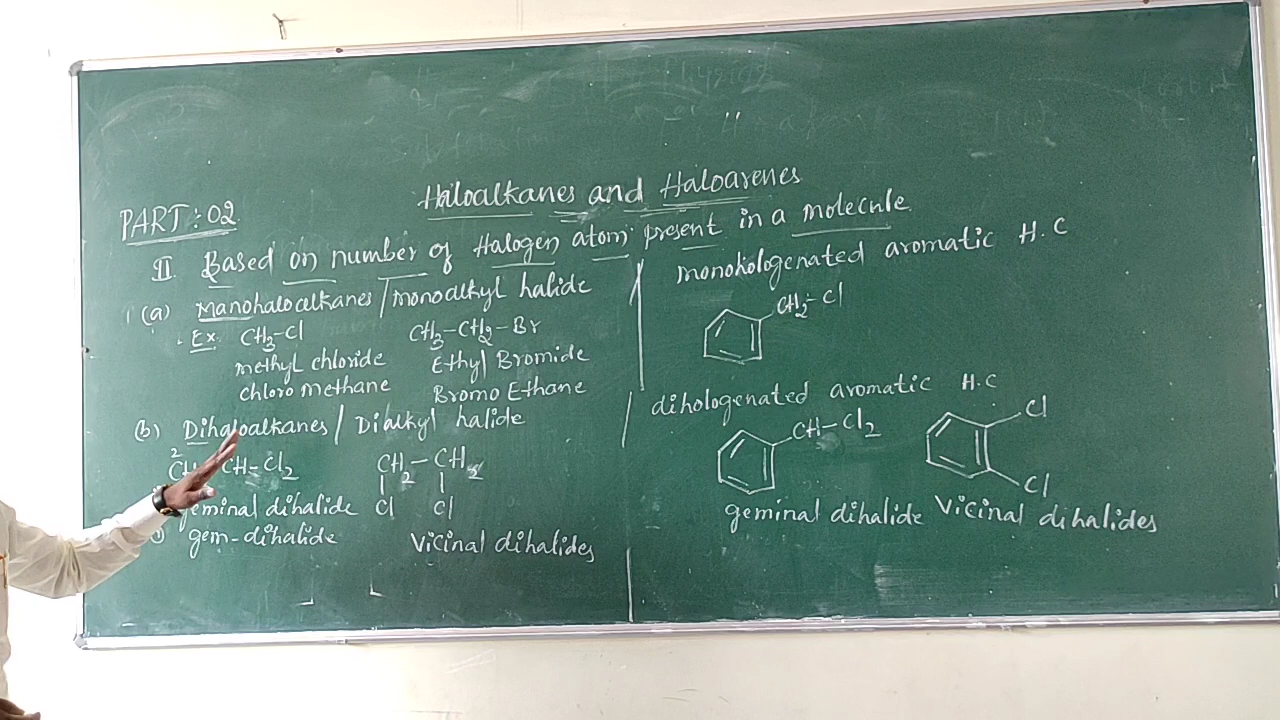 Haloalkanes and Haloarenes
PART:- 02
II. Based on number of Halogen atom present in a molecule
(a) Manohaloalkanes / monoalkyl halide
Ex. CH3-Cl CH3-CH2-Br
methyl chloride Ethyl Bromide
chloro methane Bromo Ethane
(b) Dihaloalkanes / Dialkyl halide
CH-Cl2 CH2-CH2
Cl Cl
geminal dihalide
gem-dihalide Vicinal dihalides
monohologenated aromatic H.C
CH2-Cl
dihologenated aromatic H.C
CH-Cl2 Cl
Cl
geminal dihalide Vicinal dihalides